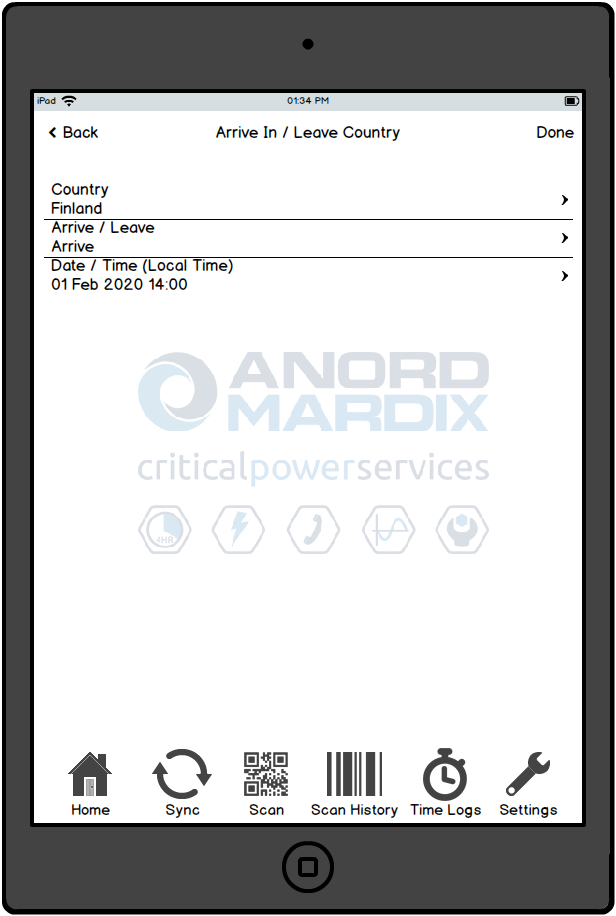 iPad
01:34 PM
Back
Arrive In / Leave Country
Done
Country
Finland
Arrive / Leave
Arrive
Date / Time (Local Time)
01 Feb 2020 14:00
ANORD
MARDIX
criticalpowerservices
4HR
Home
Sync
Scan
Scan History
Time Logs
Settings